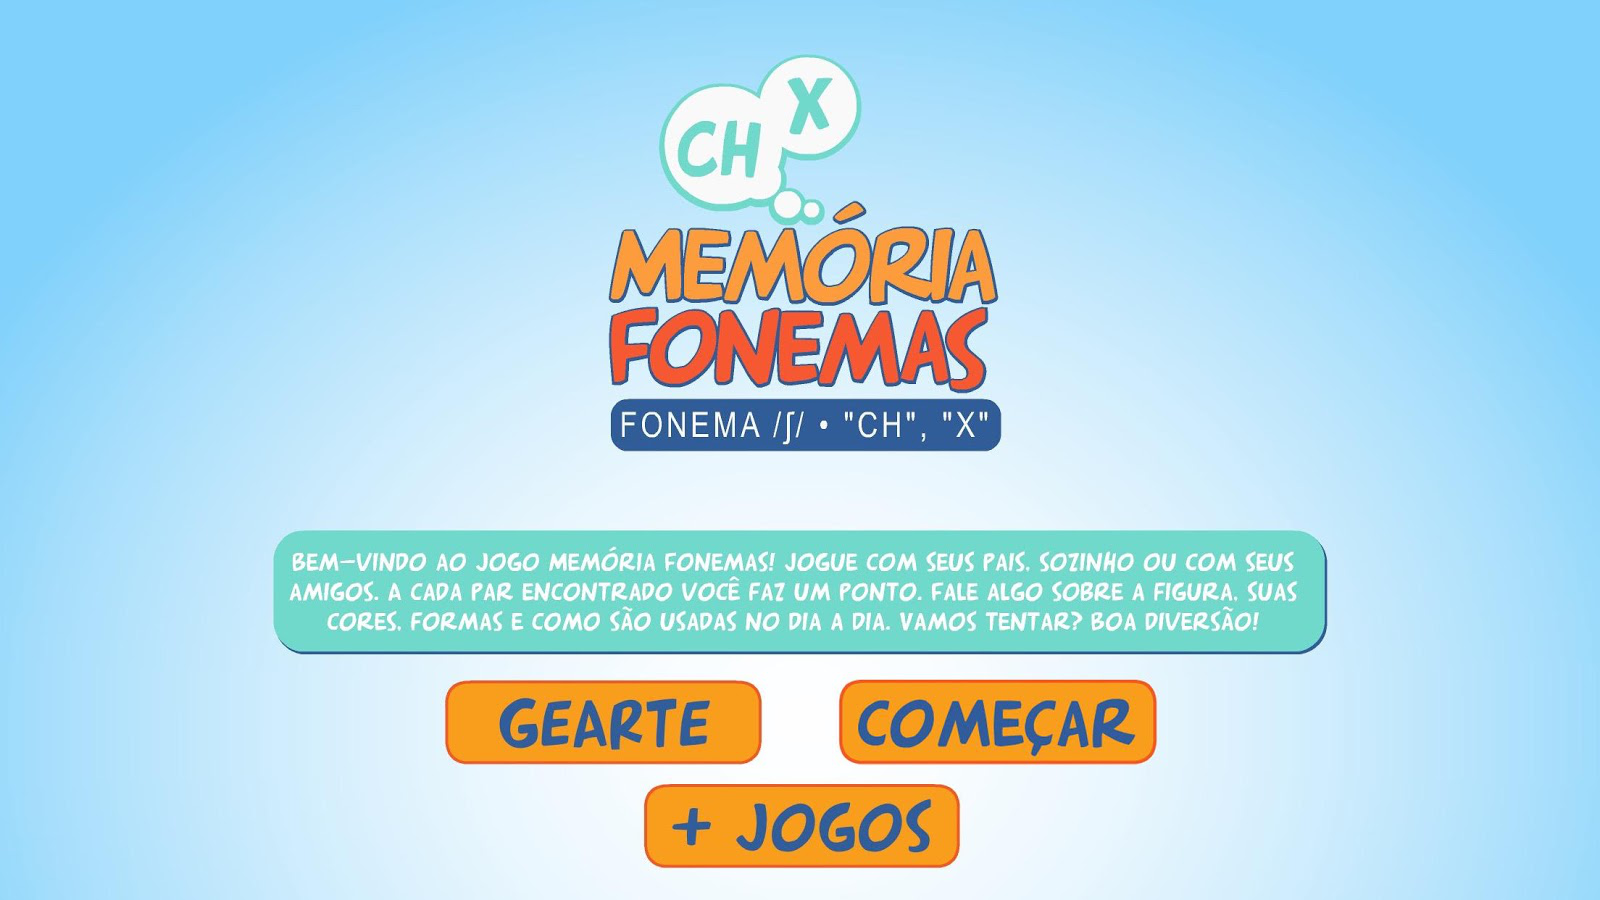 CH X
MEMÓRIA
FONEMAS
FONEMA /ʃ/ • "CH", "X"
BEM-VINDO AO JOGO MEMÓRIA FONEMAS! JOGUE COM SEUS PAIS, SOZINHO OU COM SEUS
AMIGOS. A CADA PAR ENCONTRADO VOCÊ FAZ UM PONTO. FALE ALGO SOBRE A FIGURA, SUAS
CORES, FORMAS E COMO SÃO USADAS NO DIA A DIA. VAMOS TENTAR? BOA DIVERSÃO!
GEARTE
COMEÇAR
+ JOGOS